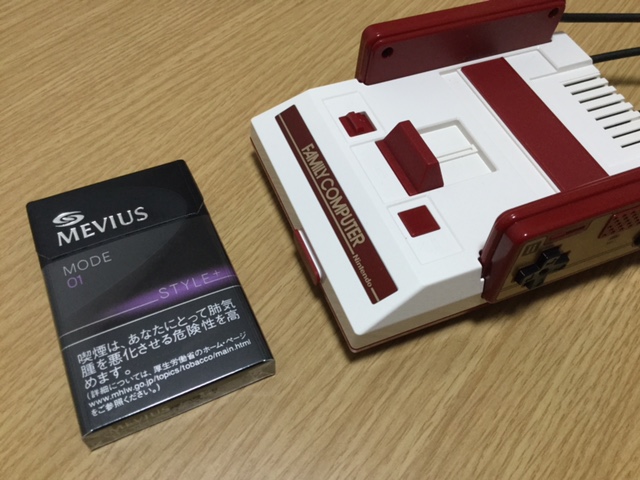 MEVIUS
MODE
01
STYLE+
喫煙は、あなたにとって肺気
腫を悪化させる危険性を高
めます。
(詳細については、厚生労働省のホーム・ページ
www.mhlw.go.jp/topics/tobacco/main.html
をご参照ください。)
FAMILY COMPUTER
Nintendo